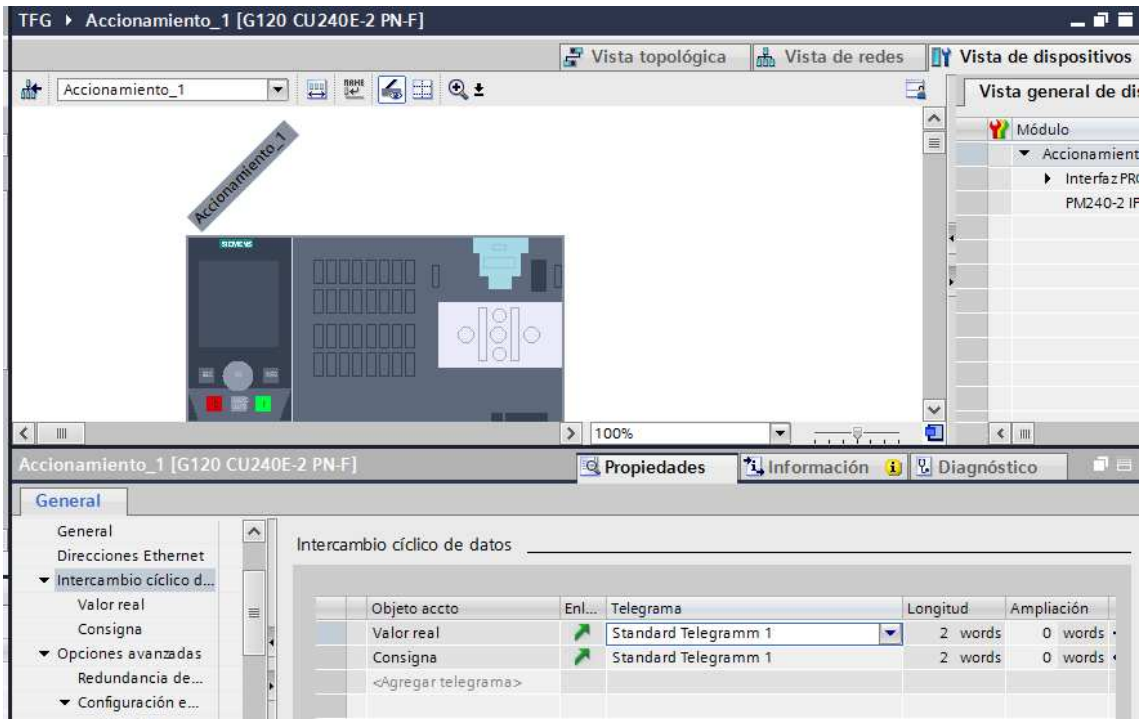 TFG ▸ Accionamiento_1 [G120 CU240E-2 PN-F]
Vista topológica Vista de redes Vista de dispositivos
Accionamiento_1
Vista general de di
Módulo
Accionamient
Interfaz PRO
PM240-2 IP
Accionamiento_1
SIEMENS
100%
Accionamiento_1 [G120 CU240E-2 PN-F]
Propiedades Información Diagnóstico
General
General
Direcciones Ethernet
Intercambio cíclico d...
Valor real
Consigna
Opciones avanzadas
Redundancia de...
Configuración e...
Intercambio cíclico de datos
Objeto accto Enl... Telegrama Longitud Ampliación
Valor real Standard Telegramm 1 2 words 0 words
Consigna Standard Telegramm 1 2 words 0 words
<Agregar telegrama>